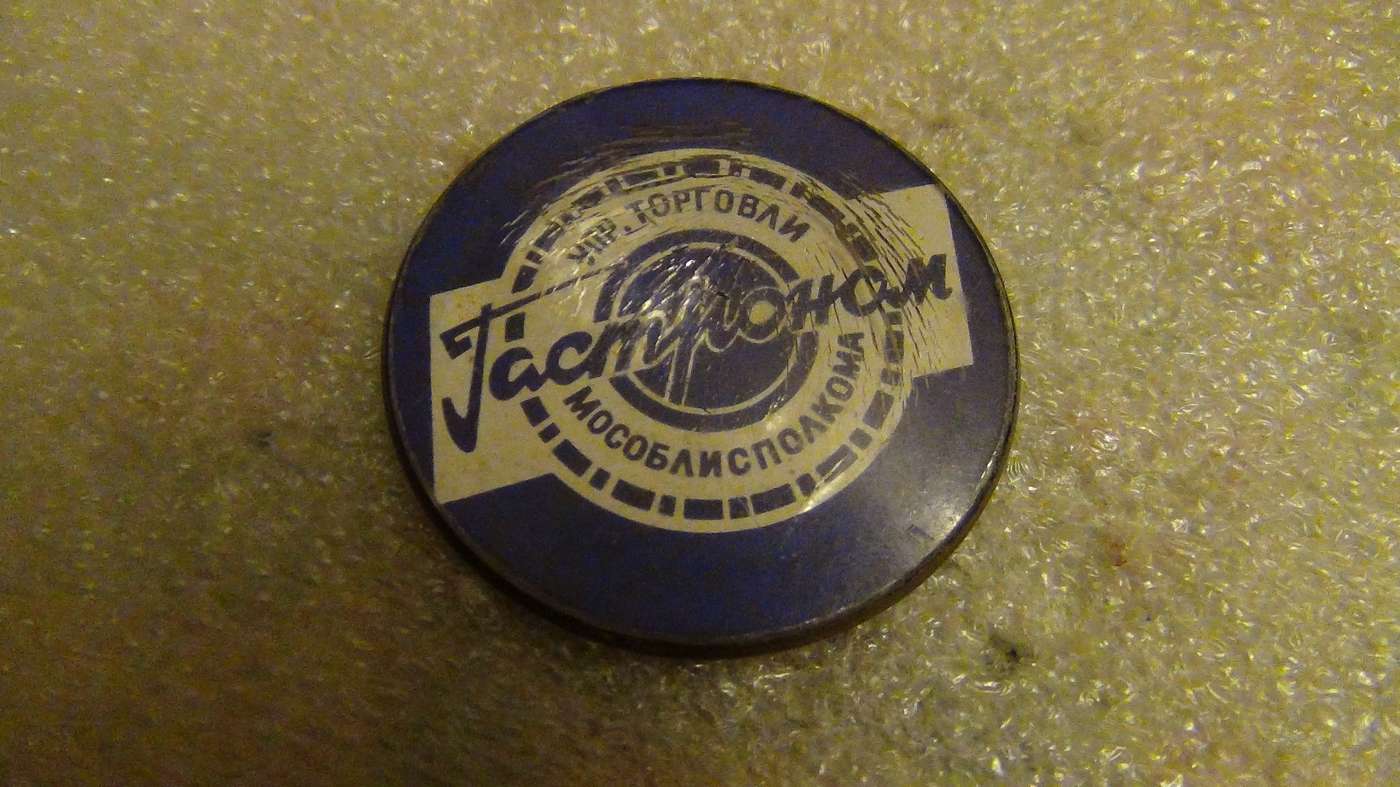 УПР. ТОРГОВЛИ
Гастроном
МОСОБЛИСПОЛКОМА